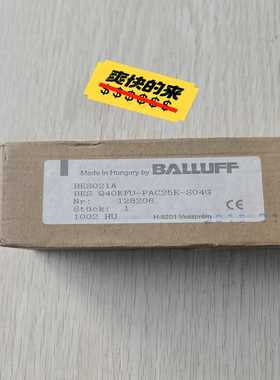 爽快的来
$$$$$$
Made in Hungary by BALLUFF
BES021A
BES Q40KFU-PAC25E-S04G
Nr: 128206
Stück: 1
1002 HU
H-8201 Veszprém
CE